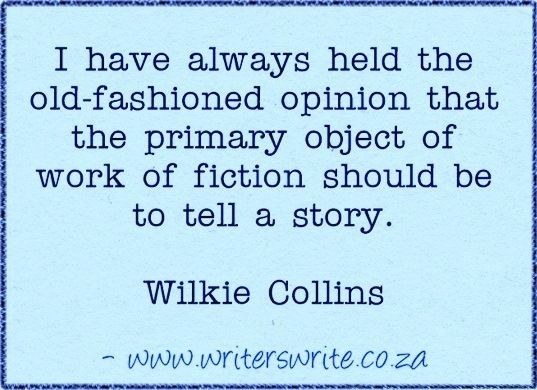 I have always held the
old-fashioned opinion that
the primary object of
work of fiction should be
to tell a story.
Wilkie Collins
- www.writerswrite.co.za